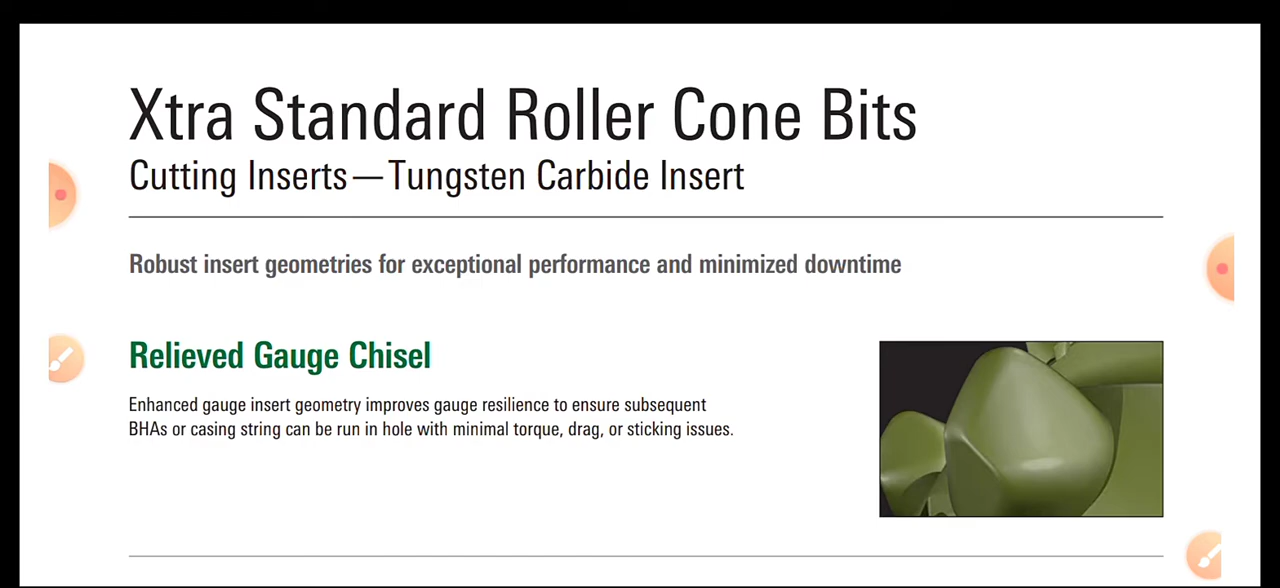 Xtra Standard Roller Cone Bits
Cutting Inserts—Tungsten Carbide Insert
Robust insert geometries for exceptional performance and minimized downtime
Relieved Gauge Chisel
Enhanced gauge insert geometry improves gauge resilience to ensure subsequent
BHAs or casing string can be run in hole with minimal torque, drag, or sticking issues.